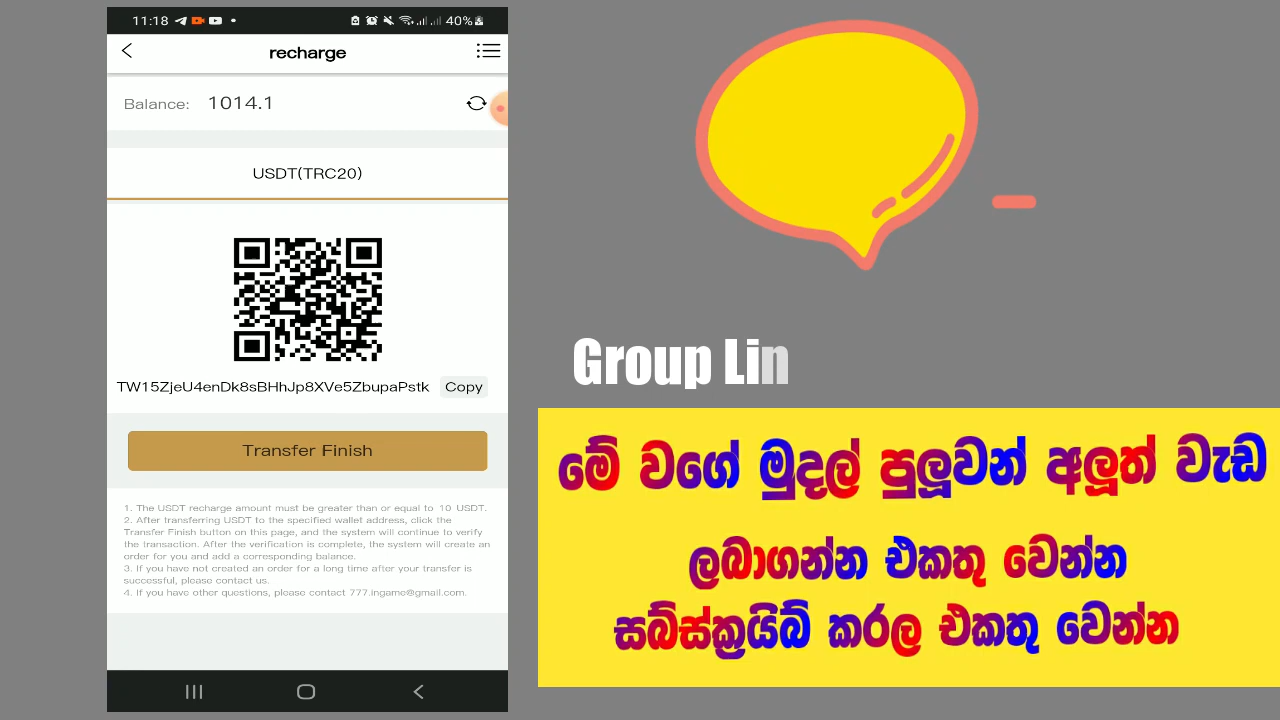 11:18
40%
recharge
Balance: 1014.1
USDT(TRC20)
TW15ZjeU4enDk8sBHhJp8XVe5ZbupaPstk Copy
Transfer Finish
1. The USDT recharge amount must be greater than or equal to 10 USDT.
2. After transferring USDT to the specified wallet address, click the
Transfer Finish button on this page, and the system will continue to verify
the transaction. After the verification is complete, the system will create an
order for you and add a corresponding balance.
3. If you have not created an order for a long time after your transfer is
successful, please contact us.
4. If you have other questions, please contact 777.ingame@gmail.com.
Group Lin
මේ වගේ මුදල් පුලුවන් අලුත් වැඩ
ලබාගන්න එකතු වෙන්න
සබ්ස්ක්‍රයිබ් කරල එකතු වෙන්න